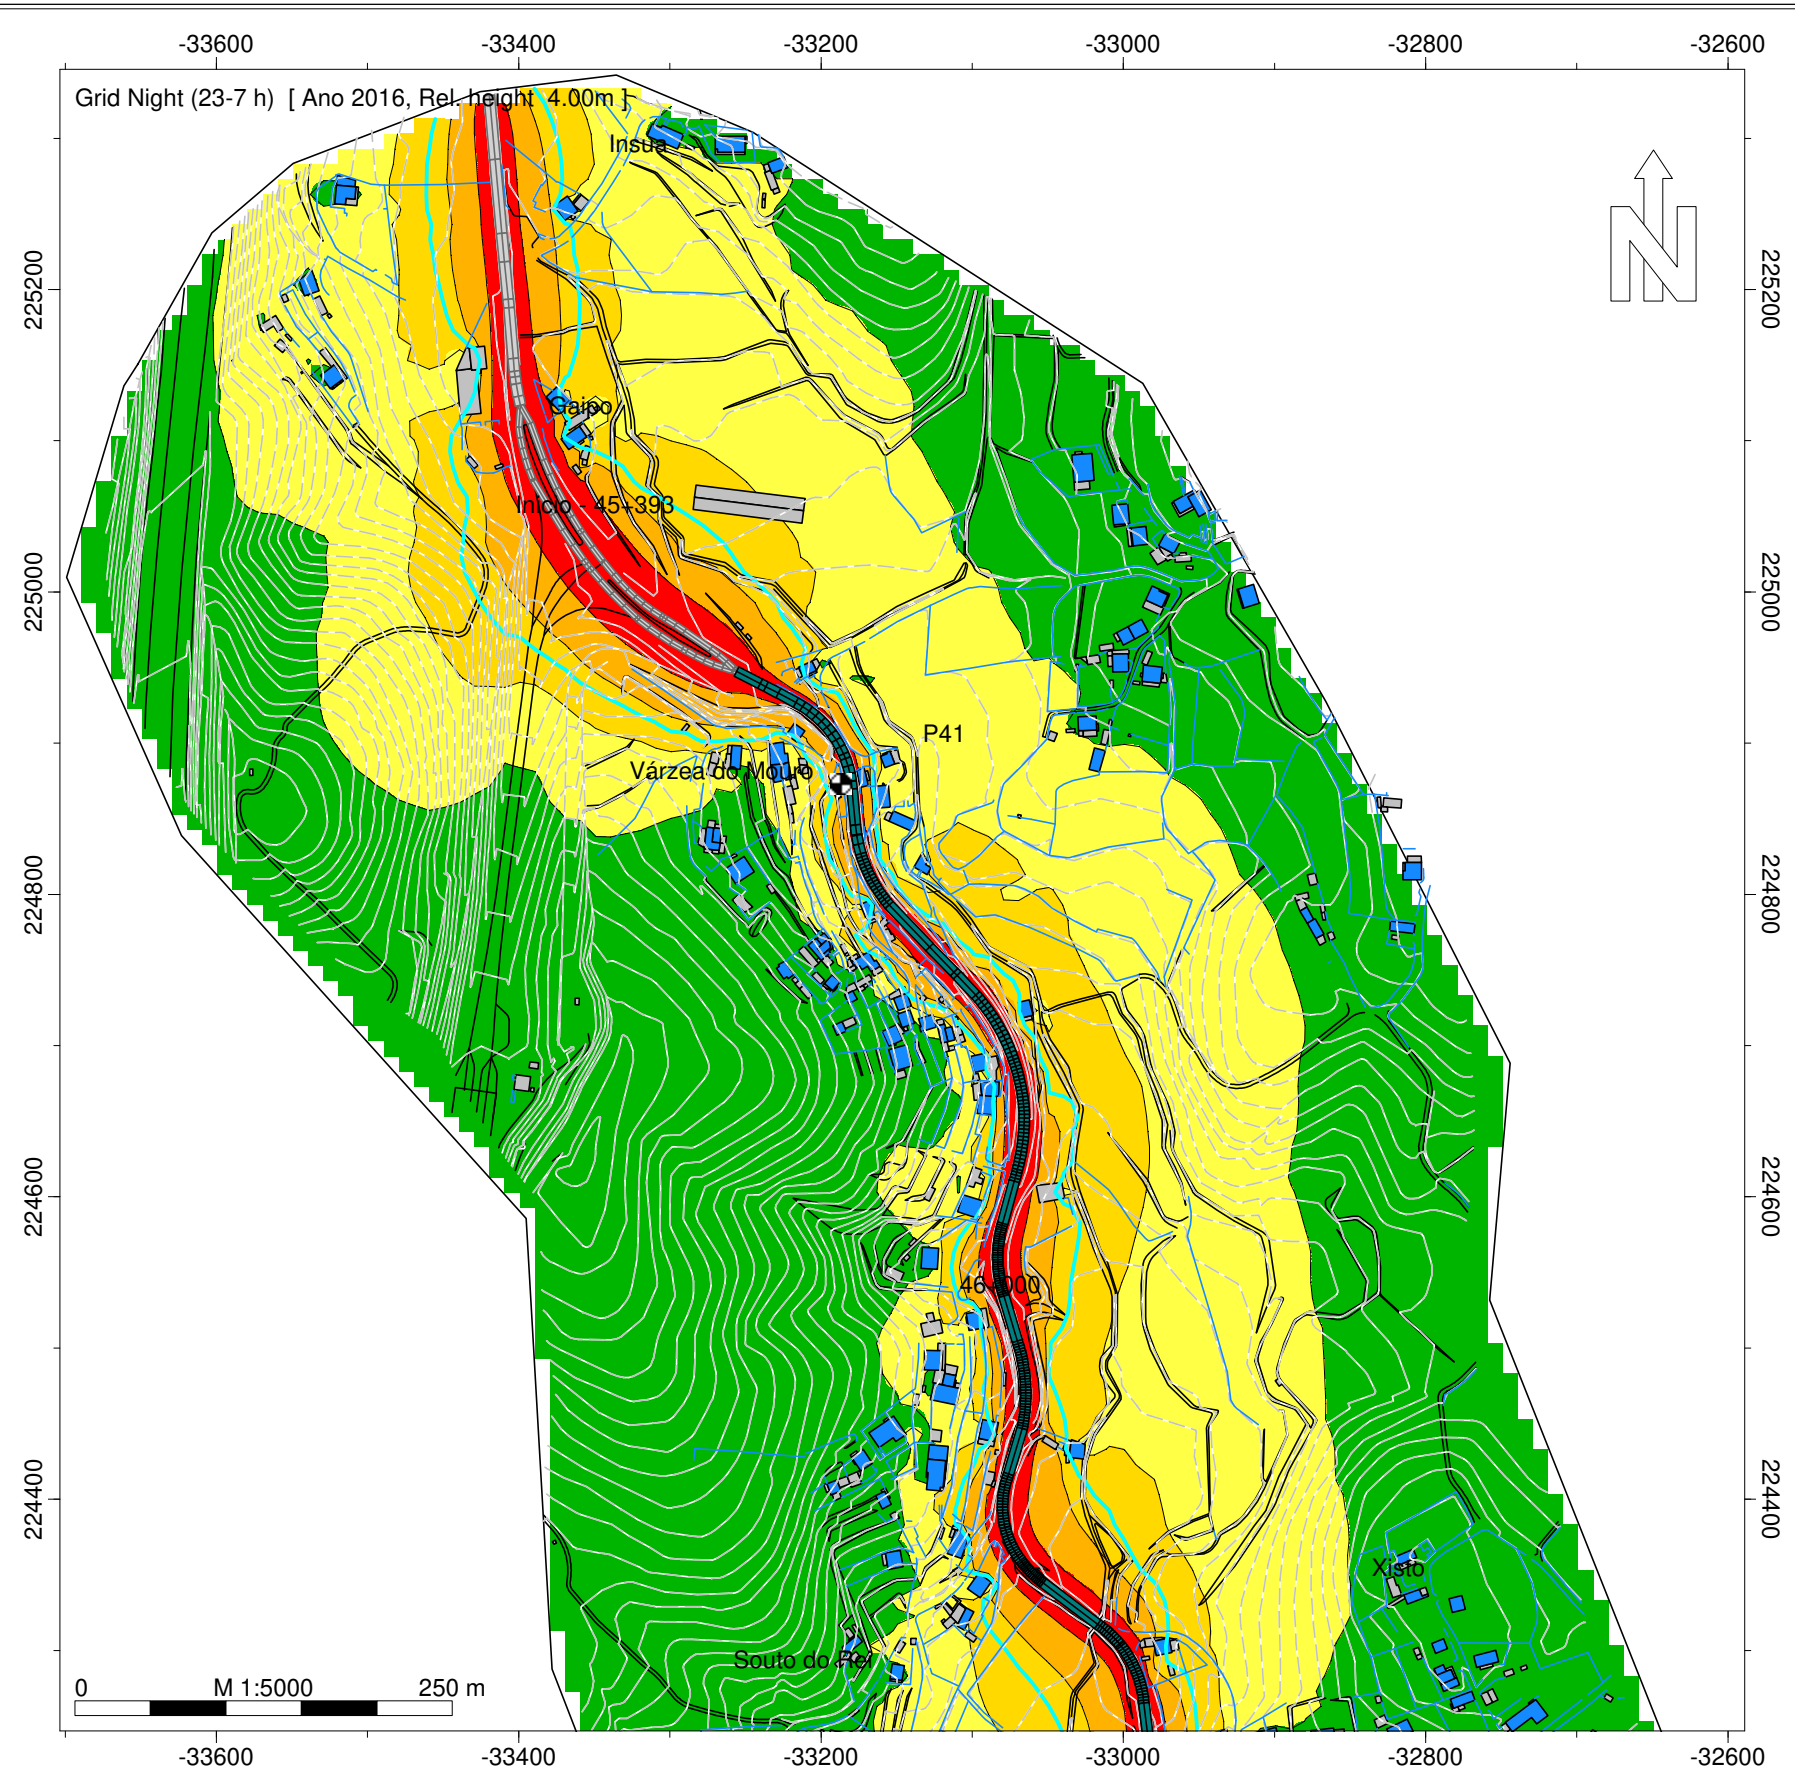 -33600 -33400 -33200 -33000 -32800 -32600
Grid Night (23-7 h) [ Ano 2016, Rel. height 4.00m ]
Insua
N
225200 225200
Gaipo
Início - 45+393
225000 225000
P41
Várzea do Mouro
224800 224800
224600 224600
46+000
224400 224400
Xisto
Souto do Rei
0 M 1:5000 250 m
-33600 -33400 -33200 -33000 -32800 -32600